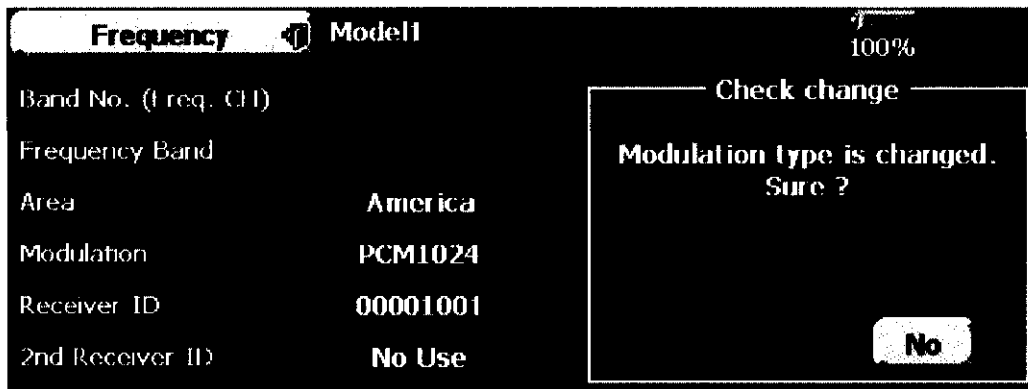 Frequency Model1
100%
Band No. (Freq. CH)
Frequency Band
Area America
Modulation PCM1024
Receiver ID 00001001
2nd Receiver ID No Use
Check change
Modulation type is changed.
Sure ?
No